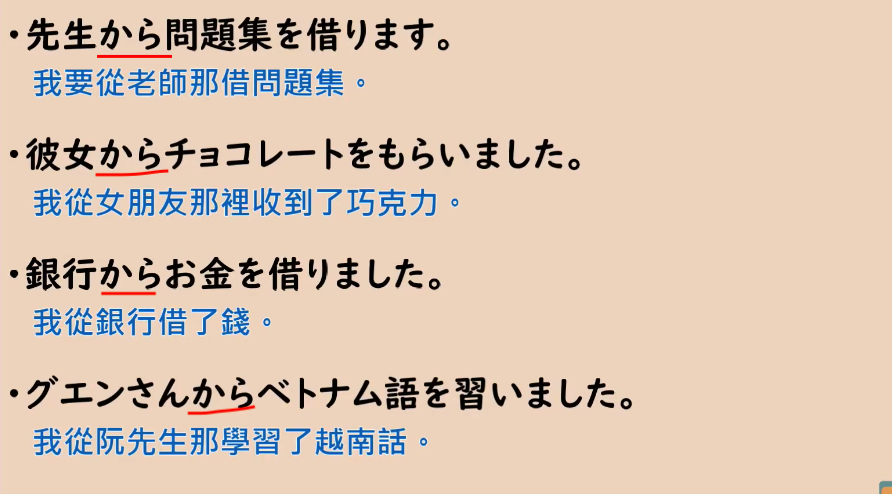 ・先生から問題集を借ります。
我要從老師那借問題集。
・彼女からチョコレートをもらいました。
我從女朋友那裡收到了巧克力。
・銀行からお金を借りました。
我從銀行借了錢。
・グエンさんからベトナム語を習いました。
我從阮先生那學習了越南話。